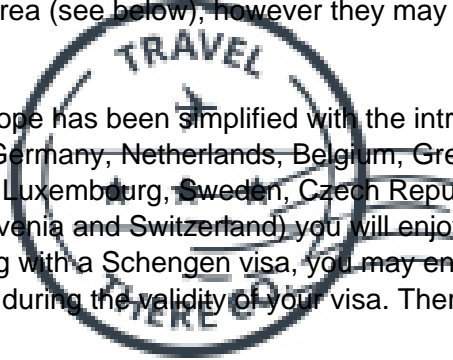 rea (see below), however they may
TRAVEL
ope has been simplified with the intr
Germany, Netherlands, Belgium, Gre
Luxembourg, Sweden, Czech Repu
venia and Switzerland) you will enjo
g with a Schengen visa, you may en
during the validity of your visa. Ther
THERE